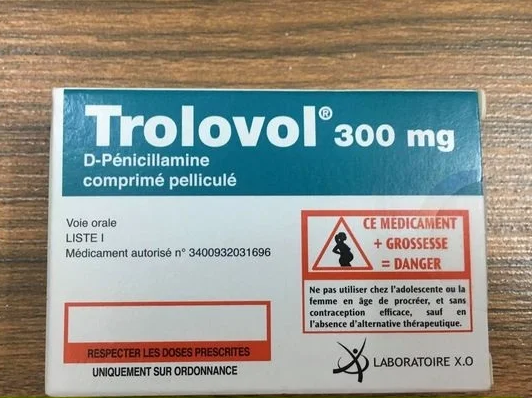 Trolovol® 300 mg
D-Pénicillamine
comprimé pelliculé
Voie orale
LISTE I
Médicament autorisé n° 3400932031696
CE MÉDICAMENT
+ GROSSESSE
= DANGER
Ne pas utiliser chez l'adolescente ou la
femme en âge de procréer, et sans
contraception efficace, sauf en
l'absence d'alternative thérapeutique.
RESPECTER LES DOSES PRESCRITES
UNIQUEMENT SUR ORDONNANCE
LABORATOIRE X.O